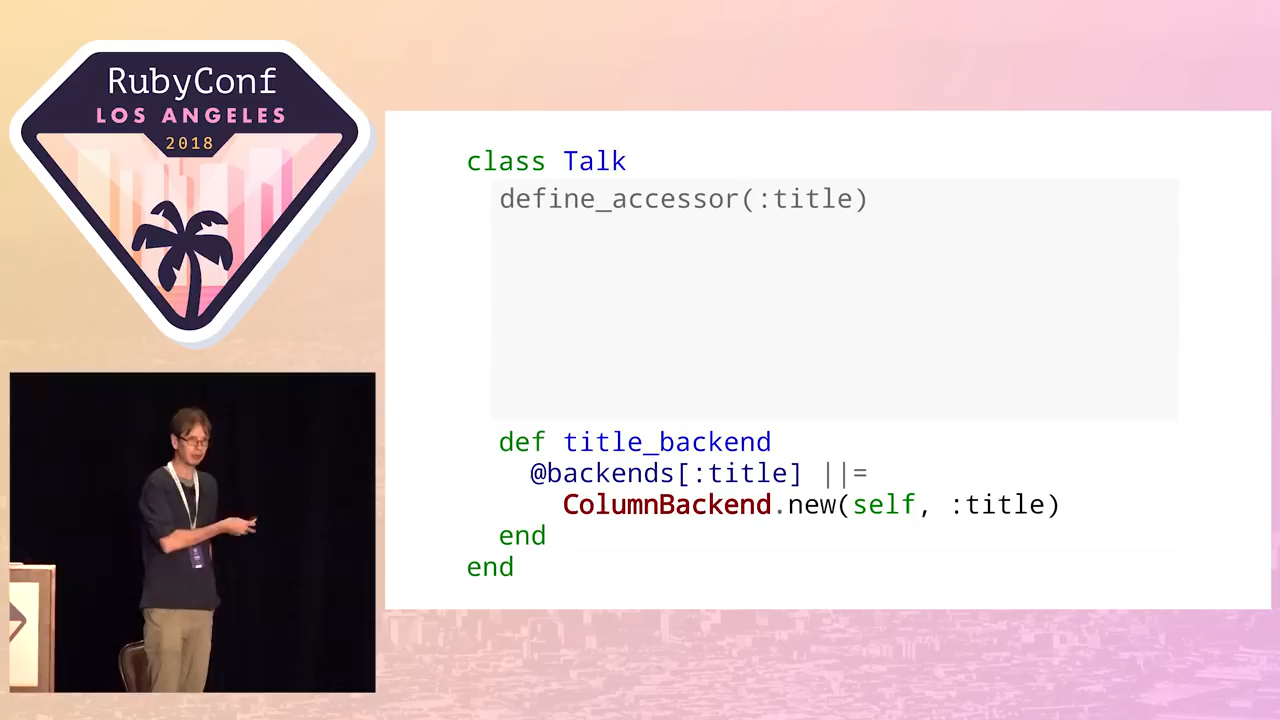 RubyConf
LOS ANGELES
2018
class Talk
define_accessor(:title)
def title_backend
@backends[:title] ||=
ColumnBackend.new(self, :title)
end
end